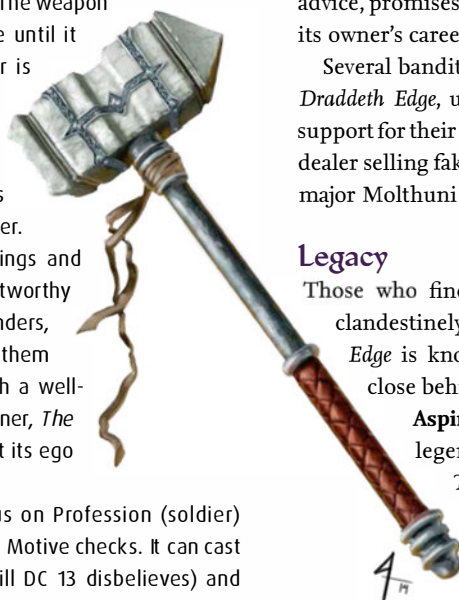 The weapon
e until it
r is
s
er.
ings and
tworthy
nders,
them
h a well-
ner, The
t its ego
us on Profession (soldier)
Motive checks. It can cast
ill DC 13 disbelieves) and
advice, promises
its owner's caree
Several bandit
Draddeth Edge, u
support for their
dealer selling fak
major Molthuni
Legacy
Those who fin
clandestinely
Edge is kno
close behi
Aspi
leger
T